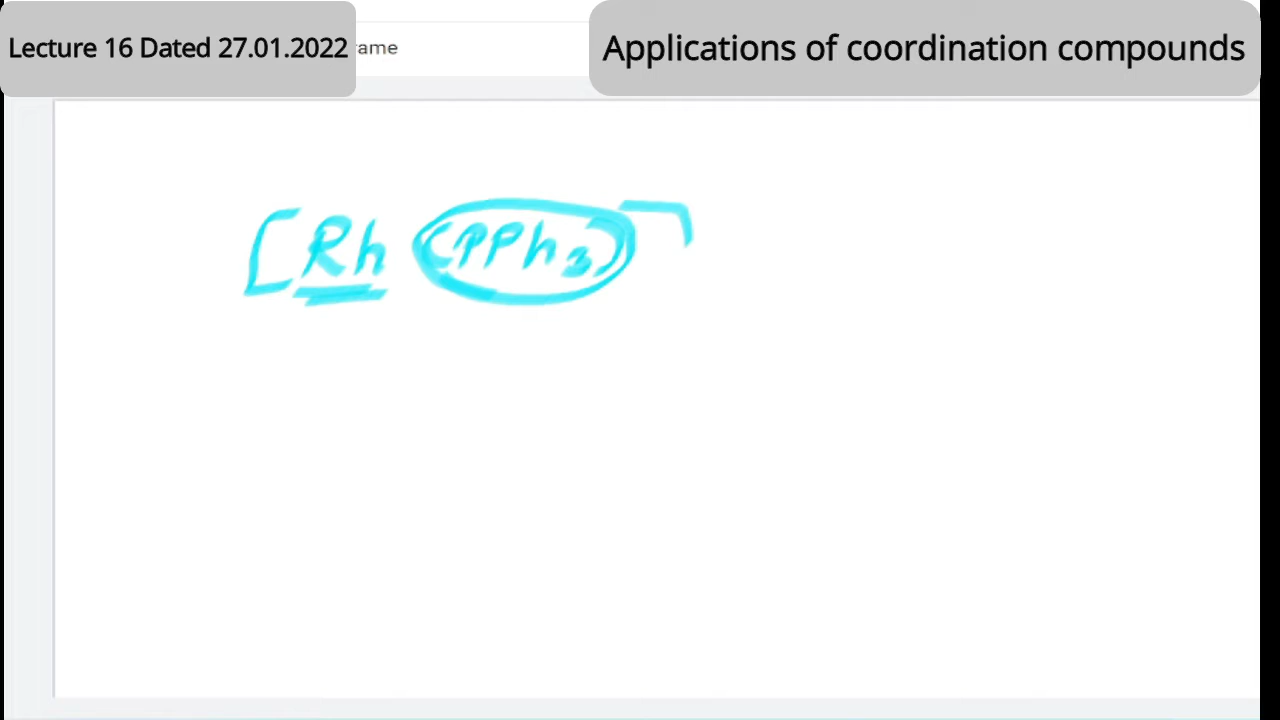 Lecture 16 Dated 27.01.2022
ame
Applications of coordination compounds
[Rh (PPh3)]